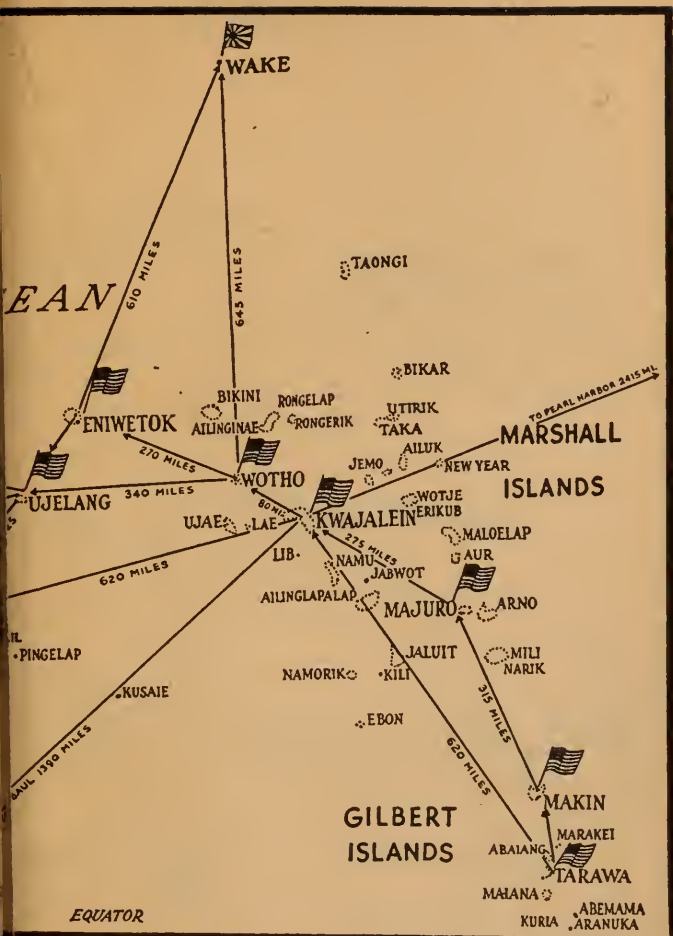 WAKE
610 MILES
645 MILES
TAONGI
EAN
BIKAR
TO PEARL HARBOR 2415 MI.
BIKINI
RONGELAP
UTIRIK
ENIWETOK
AILINGINAE
RONGERIK
TAKA
MARSHALL
ISLANDS
270 MILES
AILUK
JEMO
NEW YEAR
WOTHO
340 MILES
UJELANG
80 MI.
WOTJE
ERIKUB
KWAJALEIN
UJAE
LAE
MALOELAP
275 MILES
LIB
NAMU
AUR
620 MILES
JABWOT
AILINGLAPALAP
MAJURO
ARNO
PINGELAP
JALUIT
MILI
NARIK
NAMORIK
KILI
KUSAIE
315 MILES
EBON
620 MILES
BAUL 1390 MILES
MAKIN
GILBERT
ISLANDS
MARAKEI
ABAIANG
TARAWA
MAIANA
ABEMAMA
KURIA
ARANUKA
EQUATOR